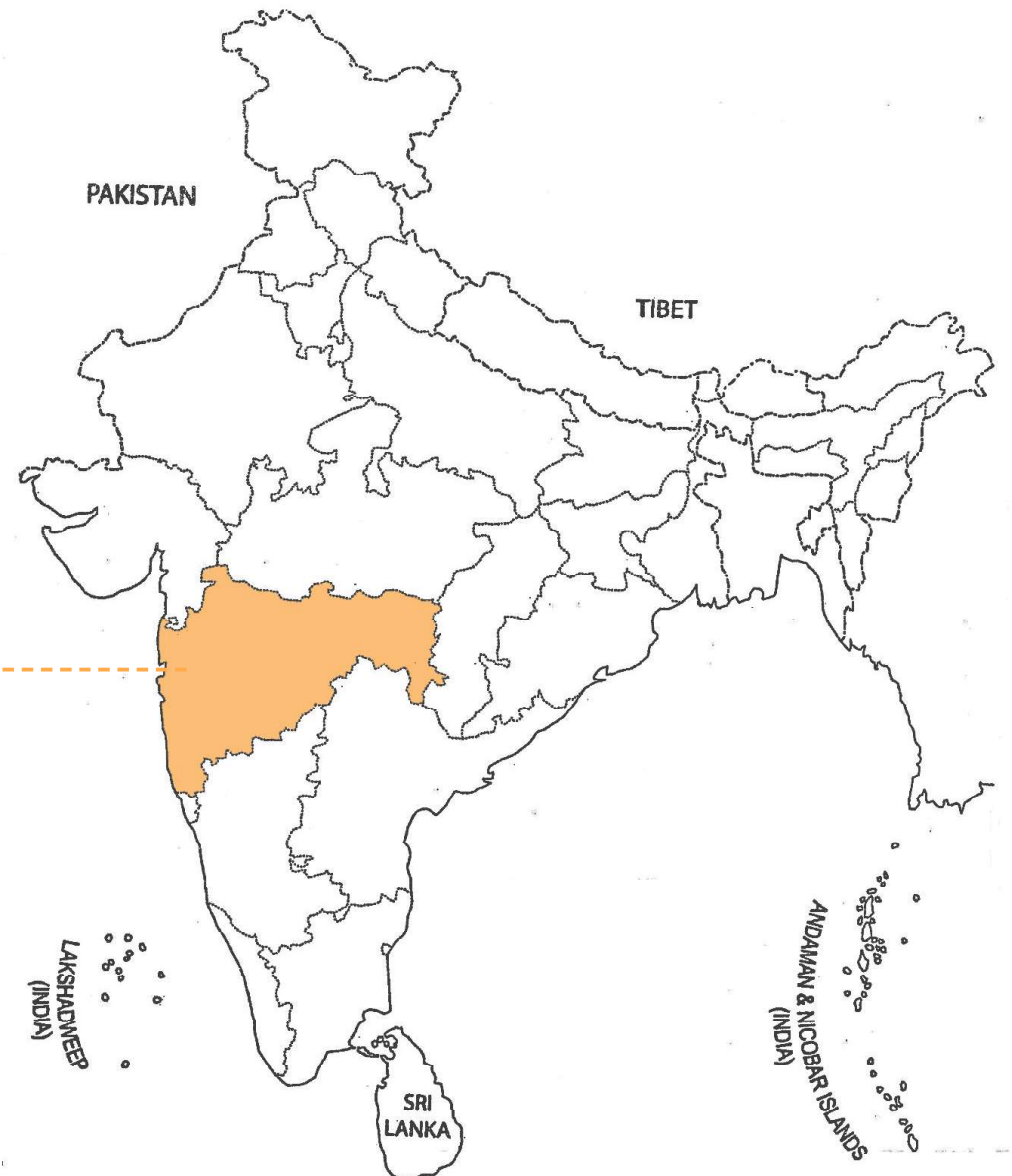 PAKISTAN
TIBET
LAKSHADWEEP
(INDIA)
ANDAMAN & NICOBAR ISLANDS
(INDIA)
SRI
LANKA